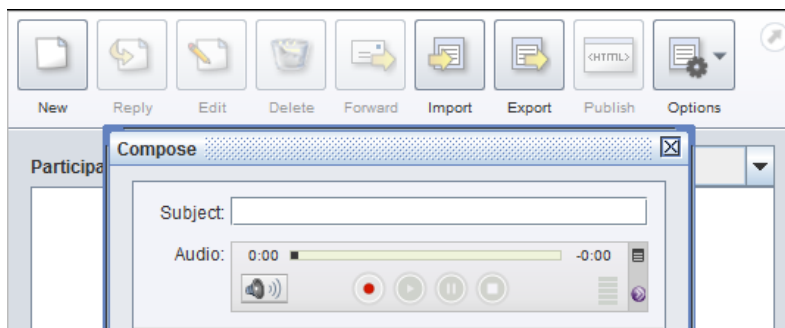 <HTML>
New Reply Edit Delete Forward Import Export Publish Options
Compose
Participa
Subject:
Audio: 0:00 -0:00